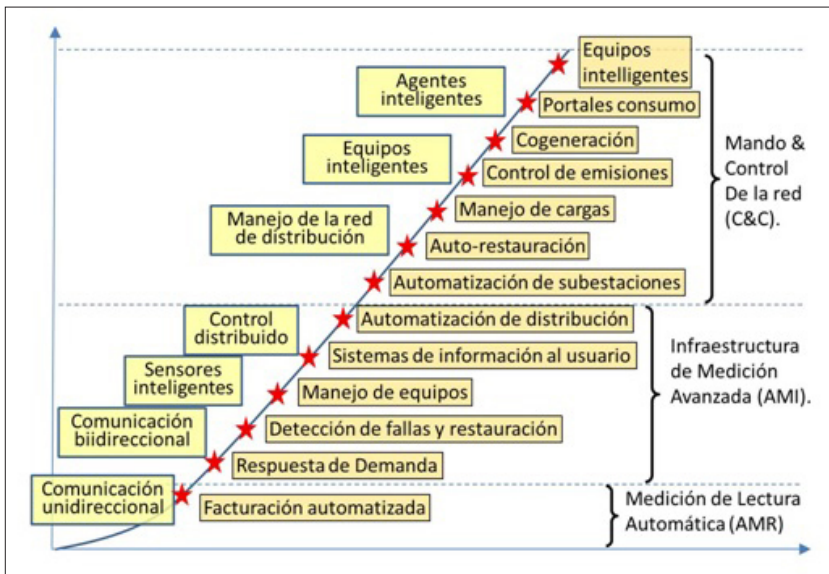 Equipos
intelligentes
Agentes
inteligentes
Portales consumo
Cogeneración
Equipos
inteligentes
Control de emisiones
Manejo de cargas
Manejo de la red
de distribución
Auto-restauración
Automatización de subestaciones
Mando &
Control
De la red
(C&C).
Control
distribuido
Automatización de distribución
Sistemas de información al usuario
Sensores
inteligentes
Manejo de equipos
Comunicación
biidireccional
Detección de fallas y restauración
Respuesta de Demanda
Infraestructura
de Medición
Avanzada (AMI).
Comunicación
unidireccional
Facturación automatizada
Medición de Lectura
Automática (AMR)